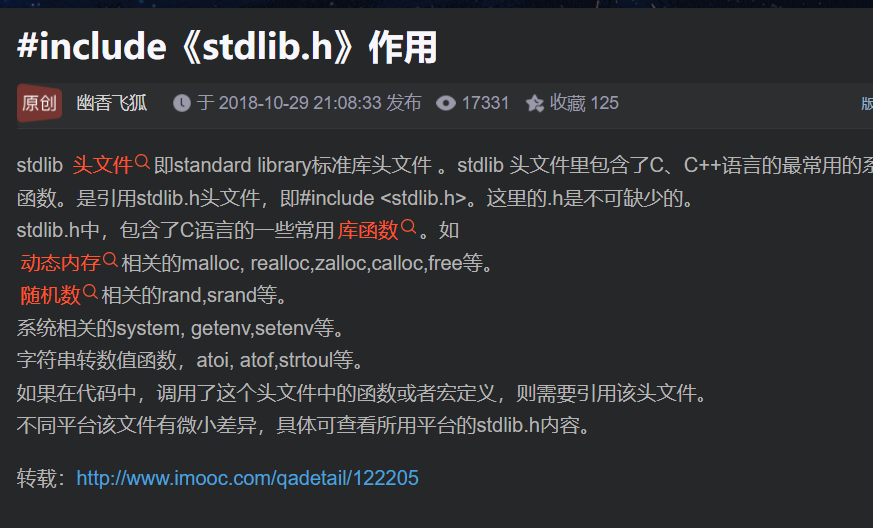 #include《stdlib.h》作用
原创 幽香飞狐 于 2018-10-29 21:08:33 发布 17331 收藏 125
stdlib 头文件 即standard library标准库头文件 。stdlib 头文件里包含了C、C++语言的最常用的系
函数。是引用stdlib.h头文件，即#include <stdlib.h>。这里的.h是不可缺少的。
stdlib.h中，包含了C语言的一些常用 库函数 。如
动态内存 相关的malloc, realloc,zalloc,calloc,free等。
随机数 相关的rand,srand等。
系统相关的system, getenv,setenv等。
字符串转数值函数，atoi, atof,strtoul等。
如果在代码中，调用了这个头文件中的函数或者宏定义，则需要引用该头文件。
不同平台该文件有微小差异，具体可查看所用平台的stdlib.h内容。
转载：http://www.imooc.com/qadetail/122205